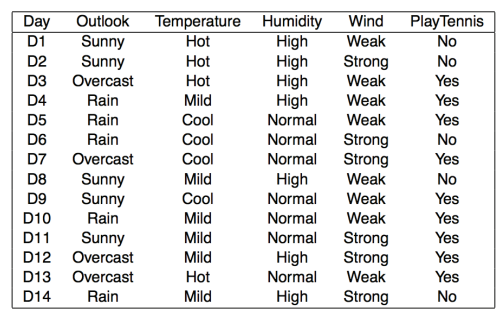 Day Outlook Temperature Humidity Wind PlayTennis
D1 Sunny Hot High Weak No
D2 Sunny Hot High Strong No
D3 Overcast Hot High Weak Yes
D4 Rain Mild High Weak Yes
D5 Rain Cool Normal Weak Yes
D6 Rain Cool Normal Strong No
D7 Overcast Cool Normal Strong Yes
D8 Sunny Mild High Weak No
D9 Sunny Cool Normal Weak Yes
D10 Rain Mild Normal Weak Yes
D11 Sunny Mild Normal Strong Yes
D12 Overcast Mild High Strong Yes
D13 Overcast Hot Normal Weak Yes
D14 Rain Mild High Strong No